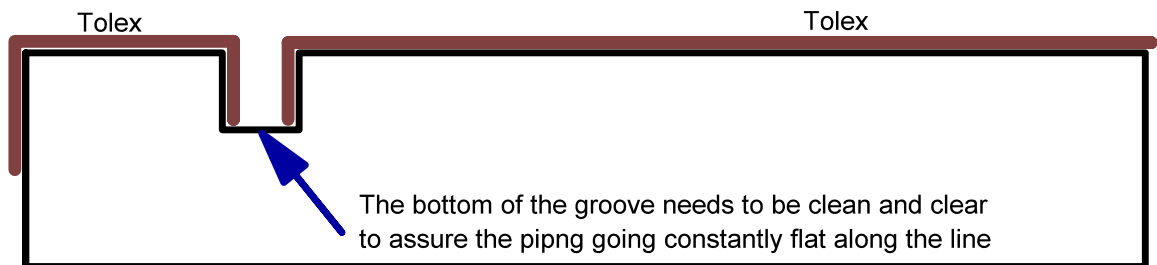 Tolex
Tolex
The bottom of the groove needs to be clean and clear
to assure the pipng going constantly flat along the line